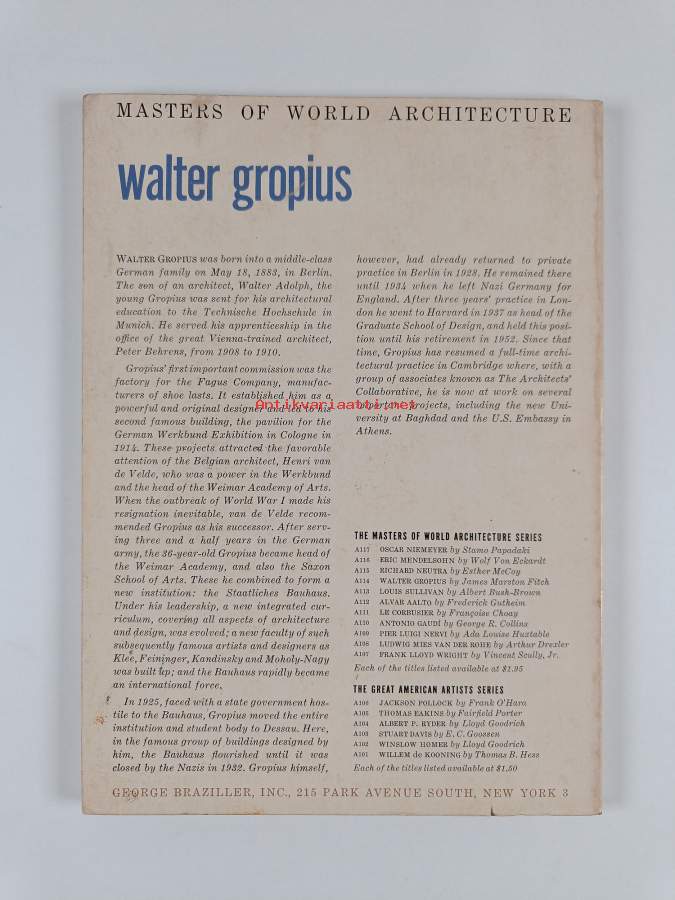 MASTERS OF WORLD ARCHITECTURE
walter gropius
WALTER GROPIUS was born into a middle-class
German family on May 18, 1883, in Berlin.
The son of an architect, Walter Adolph, the
young Gropius was sent for his architectural
education to the Technische Hochschule in
Munich. He served his apprenticeship in the
office of the great Vienna-trained architect,
Peter Behrens, from 1908 to 1910.
Gropius' first important commission was the
factory for the Fagus Company, manufac-
turers of shoe lasts. It established him as a
powerful and original designer and led to his
second famous building, the pavilion for the
German Werkbund Exhibition in Cologne in
1914. These projects attracted the favorable
attention of the Belgian architect, Henri van
de Velde, who was a power in the Werkbund
and the head of the Weimar Academy of Arts.
When the outbreak of World War I made his
resignation inevitable, van de Velde recom-
mended Gropius as his successor. After serv-
ing three and a half years in the German
army, the 36-year-old Gropius became head of
the Weimar Academy, and also the Saxon
School of Arts. These he combined to form a
new institution: the Staatliches Bauhaus.
Under his leadership, a new integrated cur-
riculum, covering all aspects of architecture
and design, was evolved; a new faculty of such
subsequently famous artists and designers as
Klee, Feininger, Kandinsky and Moholy-Nagy
was built up; and the Bauhaus rapidly became
an international force.
In 1925, faced with a state government hos-
tile to the Bauhaus, Gropius moved the entire
institution and student body to Dessau. Here,
in the famous group of buildings designed by
him, the Bauhaus flourished until it was
closed by the Nazis in 1932. Gropius himself,
however, had already returned to private
practice in Berlin in 1928. He remained there
until 1934 when he left Nazi Germany for
England. After three years' practice in Lon-
don he went to Harvard in 1937 as head of the
Graduate School of Design, and held this posi-
tion until his retirement in 1952. Since that
time, Gropius has resumed a full-time archi-
tectural practice in Cambridge where, with a
group of associates known as The Architects'
Collaborative, he is now at work on several
important projects, including the new Uni-
versity at Baghdad and the U.S. Embassy in
Athens.
Antikvariaatti.net
THE MASTERS OF WORLD ARCHITECTURE SERIES
A117 OSCAR NIEMEYER by Stamo Papadaki
A116 ERIC MENDELSOHN by Wolf Von Eckardt
A115 RICHARD NEUTRA by Esther McCoy
A114 WALTER GROPIUS by James Marston Fitch
A113 LOUIS SULLIVAN by Albert Bush-Brown
A112 ALVAR AALTO by Frederick Gutheim
A111 LE CORBUSIER by Françoise Choay
A110 ANTONIO GAUDI by George R. Collins
A109 PIER LUIGI NERVI by Ada Louise Huxtable
A108 LUDWIG MIES VAN DER ROHE by Arthur Drexler
A107 FRANK LLOYD WRIGHT by Vincent Scully, Jr.
Each of the titles listed available at $1.95
THE GREAT AMERICAN ARTISTS SERIES
A106 JACKSON POLLOCK by Frank O'Hara
A105 THOMAS EAKINS by Fairfield Porter
A104 ALBERT P. RYDER by Lloyd Goodrich
A103 STUART DAVIS by E. C. Goossen
A102 WINSLOW HOMER by Lloyd Goodrich
A101 WILLEM de KOONING by Thomas B. Hess
Each of the titles listed available at $1.50
GEORGE BRAZILLER, INC., 215 PARK AVENUE SOUTH, NEW YORK 3